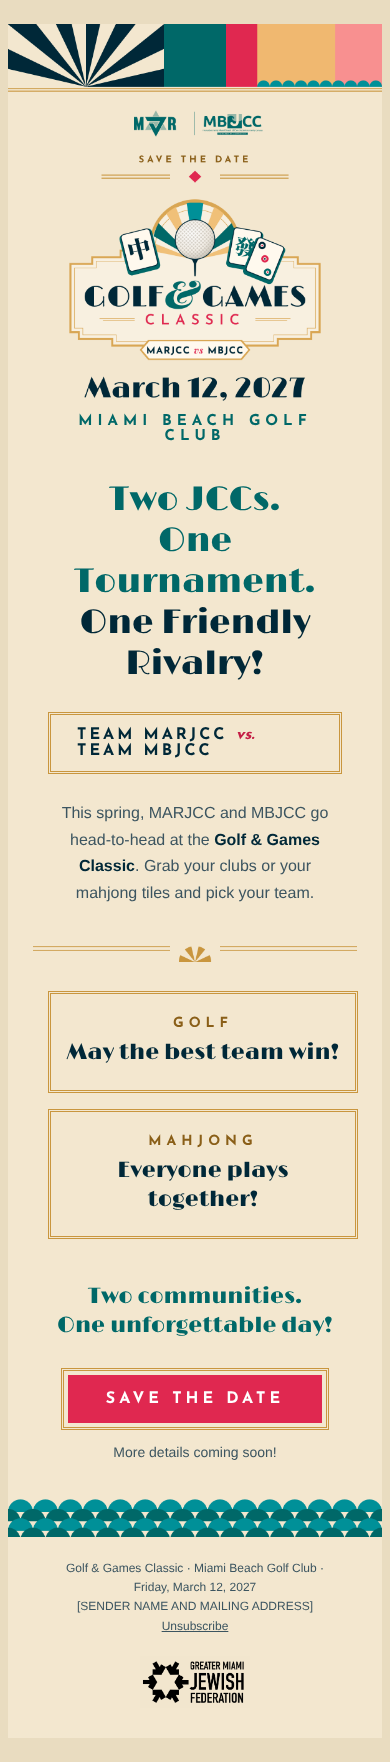 MBJCC
SAVE THE DATE
中
GOLF & GAMES
CLASSIC
MARJCC vs MBJCC
March 12, 2027
MIAMI BEACH GOLF
CLUB
Two JCCs.
One
Tournament.
One Friendly
Rivalry!
TEAM MARJCC vs.
TEAM MBJCC
This spring, MARJCC and MBJCC go
head-to-head at the Golf & Games
Classic. Grab your clubs or your
mahjong tiles and pick your team.
GOLF
May the best team win!
MAHJONG
Everyone plays
together!
Two communities.
One unforgettable day!
SAVE THE DATE
More details coming soon!
Golf & Games Classic · Miami Beach Golf Club ·
Friday, March 12, 2027
[SENDER NAME AND MAILING ADDRESS]
Unsubscribe
GREATER MIAMI
JEWISH
FEDERATION